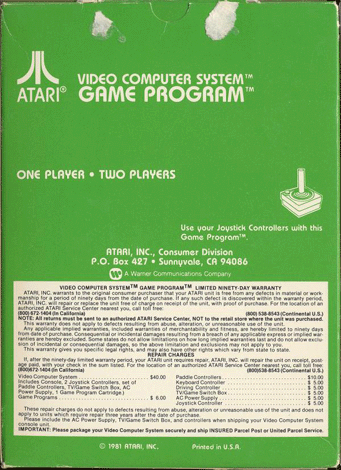 ATARI®
VIDEO COMPUTER SYSTEM™
GAME PROGRAM™
ONE PLAYER • TWO PLAYERS
Use your Joystick Controllers with this
Game Program™.
ATARI, INC., Consumer Division
P.O. Box 427 • Sunnyvale, CA 94086
A Warner Communications Company
VIDEO COMPUTER SYSTEM™ GAME PROGRAM™ LIMITED NINETY-DAY WARRANTY
ATARI, INC. warrants to the original consumer purchaser that your ATARI unit is free from any defects in material or work-
manship for a period of ninety days from the date of purchase. If any such defect is discovered within the warranty period,
ATARI, INC. will repair or replace the unit free of charge on receipt of the unit, with proof of purchase. For the location of an
authorized ATARI Service Center nearest you, call toll free:
(800) 672-1404 (in California) (800) 538-8543 (Continental U.S.)
NOTE: All returns must be sent to an authorized ATARI Service Center, NOT to the retail store where the unit was purchased.
This warranty does not apply to defects resulting from abuse, alteration, or unreasonable use of the unit.
Any applicable implied warranties, included warranties of merchantability and fitness, are hereby limited to ninety days
from date of purchase. Consequential or incidental damages resulting from a breach of any applicable express or implied war-
ranties are hereby excluded. Some states do not allow limitations on how long implied warranties last and do not allow exclu-
sion of incidental or consequential damages, so the above limitation and exclusions may not apply to you.
This warranty gives you specific legal rights, and may also have other rights which vary from state to state.
REPAIR CHARGES
If, after the ninety-day limited warranty period, your ATARI unit requires repair, ATARI, INC. will repair the unit on receipt, post-
age paid, with your check in the sum listed. For the location of an authorized ATARI Service Center nearest you, call toll free:
(800)672-1404 (in California) (800)538-8543 (Continental U.S.)
Video Computer System $40.00
Includes Console, 2 Joystick Controllers, set of
Paddle Controllers, TV/Game Switch Box, AC
Power Supply, 1 Game Program Cartridge.)
Game Programs $ 6.00
Paddle Controllers $10.00
Keyboard Controller $ 5.00
Driving Controller $ 5.00
TV/Game Switch Box $ 5.00
AC Power Supply $ 5.00
Joystick Controller $ 5.00
These repair charges do not apply to defects resulting from abuse, alteration or unreasonable use of the unit and does not
apply to units which require repair three years after the date of purchase.
Please include the AC Power Supply, TV/Game Switch Box, and controllers when shipping your Video Computer System
console unit.
IMPORTANT: Please package your Video Computer System securely and ship INSURED Parcel Post or United Parcel Service.
© 1981 ATARI, INC. Printed in U.S.A.